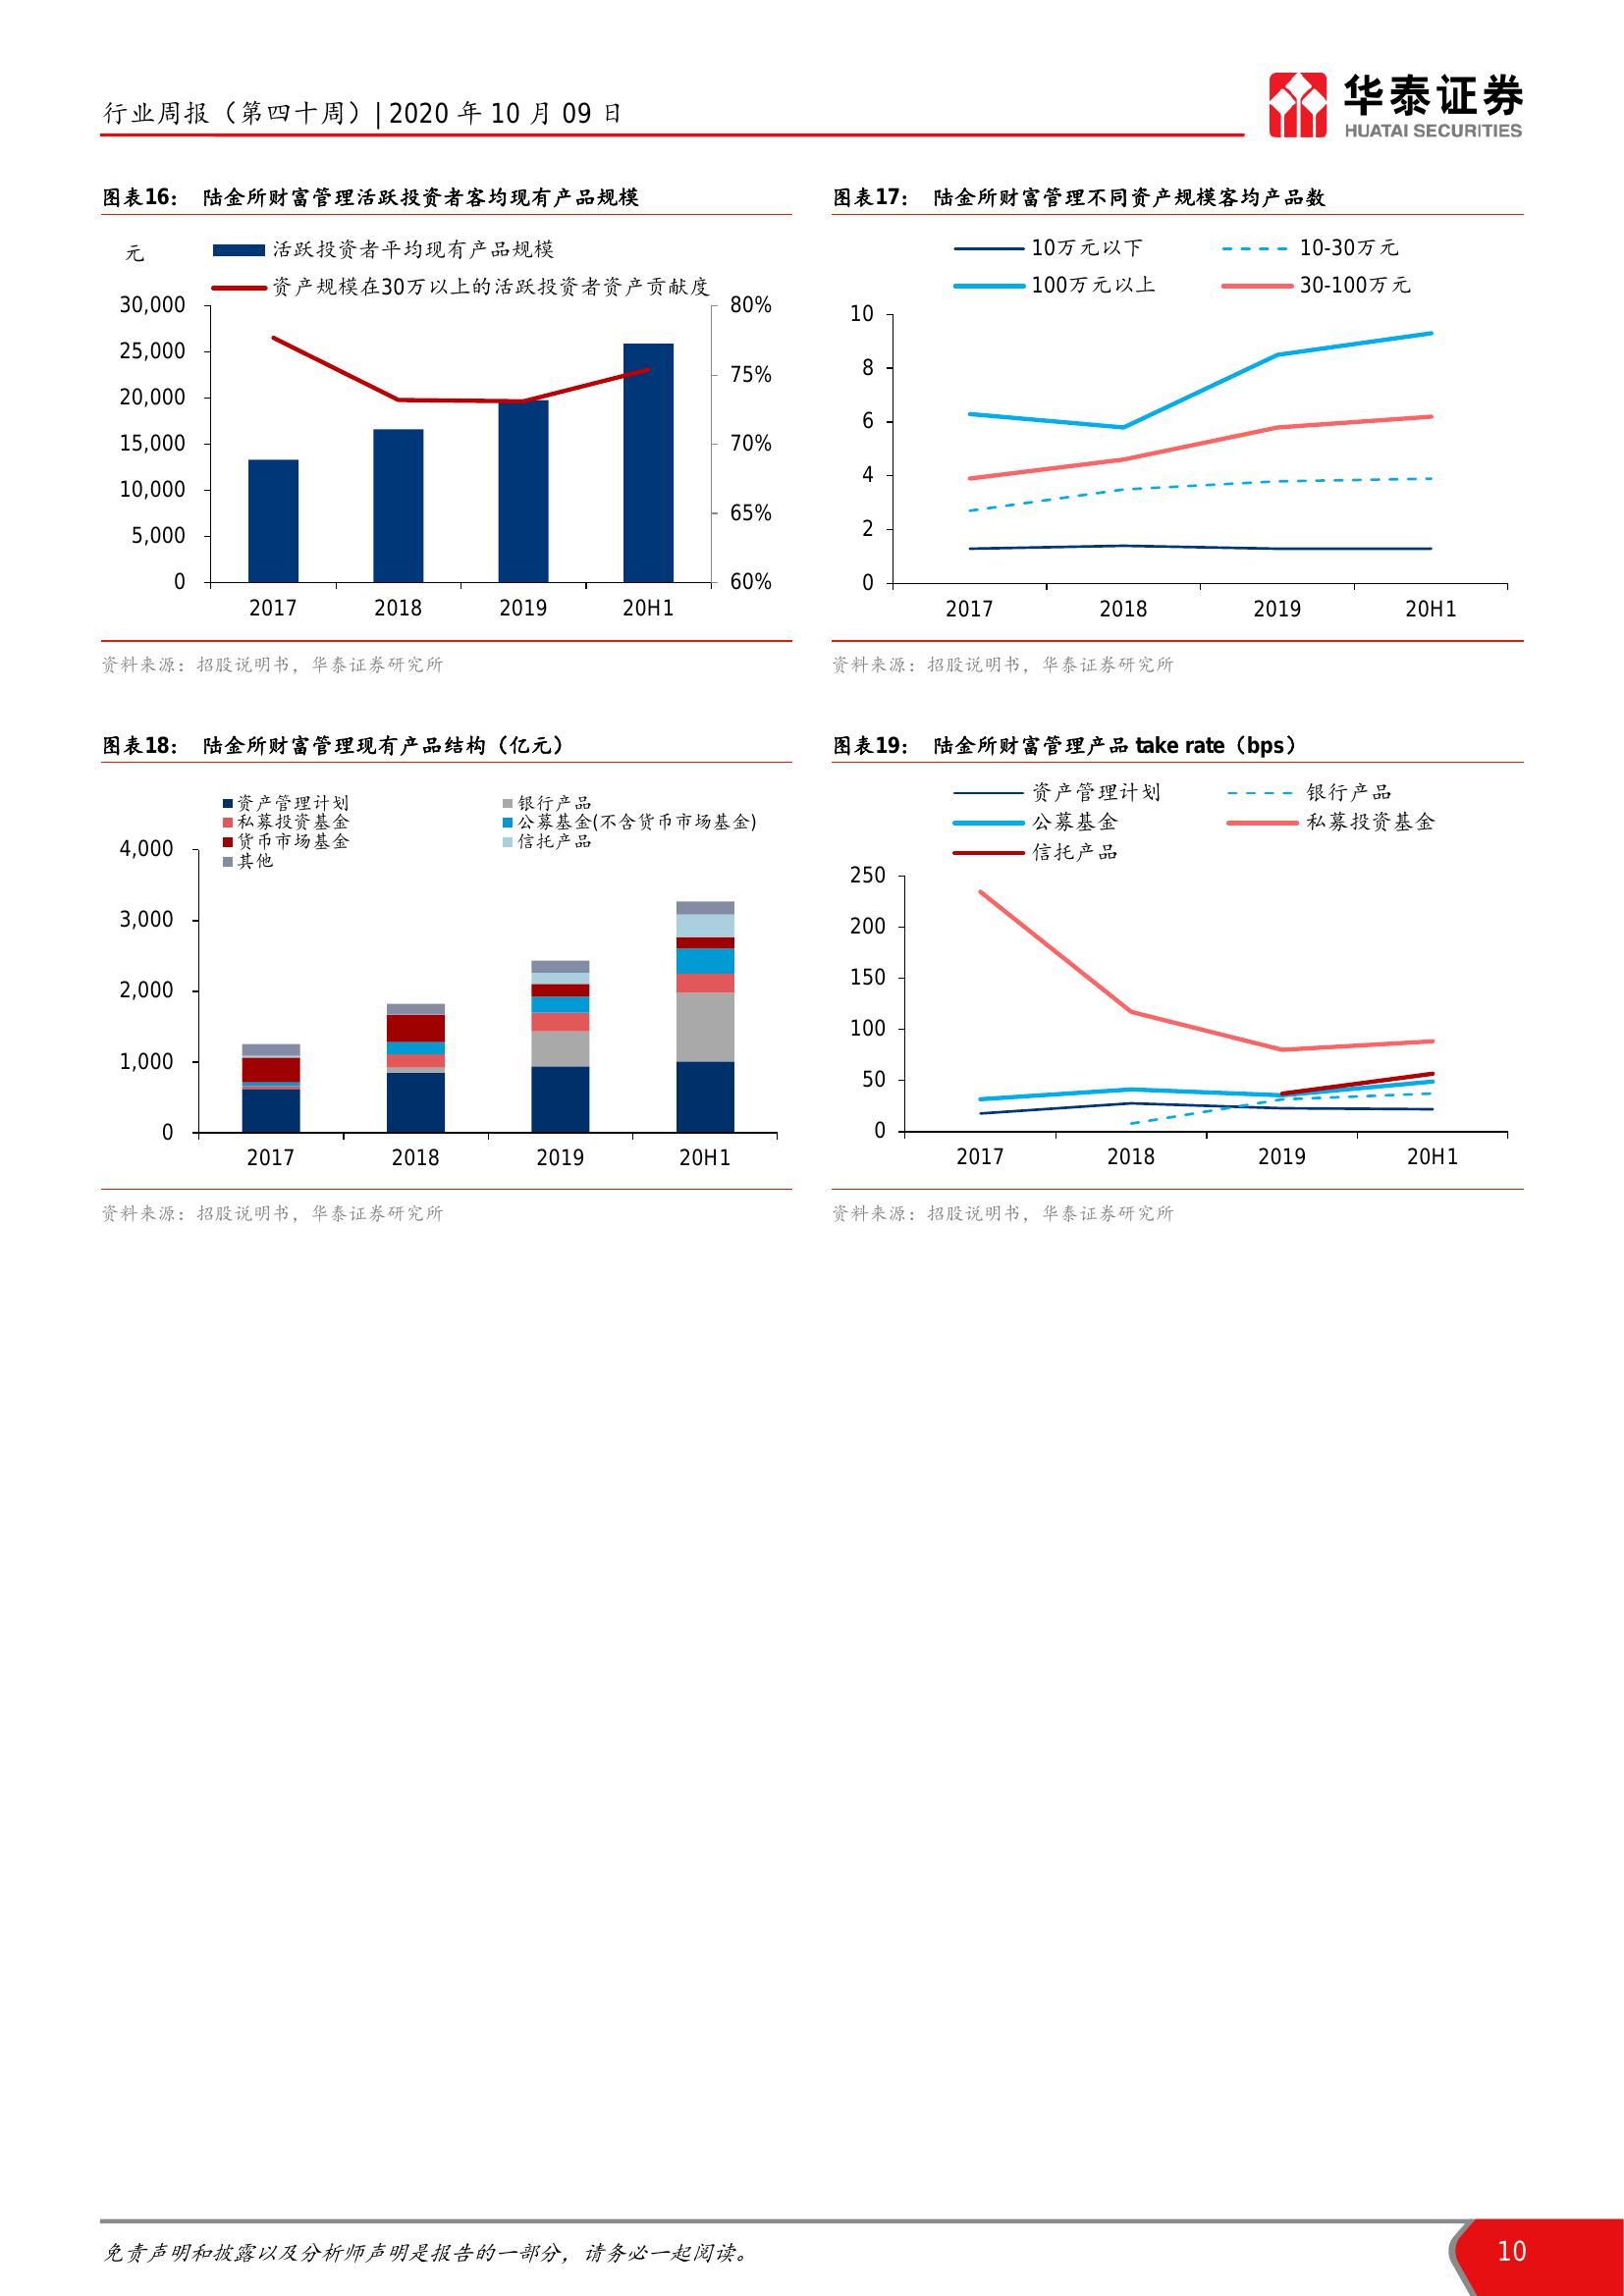 行业周报（第四十周）| 2020 年 10 月 09 日
华泰证券
HUATAI SECURITIES
图表16： 陆金所财富管理活跃投资者客均现有产品规模
元
活跃投资者平均现有产品规模
资产规模在30万以上的活跃投资者资产贡献度
30,000
25,000
20,000
15,000
10,000
5,000
0
80%
75%
70%
65%
60%
2017 2018 2019 20H1
资料来源：招股说明书，华泰证券研究所
图表17： 陆金所财富管理不同资产规模客均产品数
10万元以下 10-30万元
100万元以上 30-100万元
10
8
6
4
2
0
2017 2018 2019 20H1
资料来源：招股说明书，华泰证券研究所
图表18： 陆金所财富管理现有产品结构（亿元）
资产管理计划 银行产品
私募投资基金 公募基金(不含货币市场基金)
货币市场基金 信托产品
其他
4,000
3,000
2,000
1,000
0
2017 2018 2019 20H1
资料来源：招股说明书，华泰证券研究所
图表19： 陆金所财富管理产品 take rate（bps）
资产管理计划 银行产品
公募基金 私募投资基金
信托产品
250
200
150
100
50
0
2017 2018 2019 20H1
资料来源：招股说明书，华泰证券研究所
免责声明和披露以及分析师声明是报告的一部分，请务必一起阅读。
10